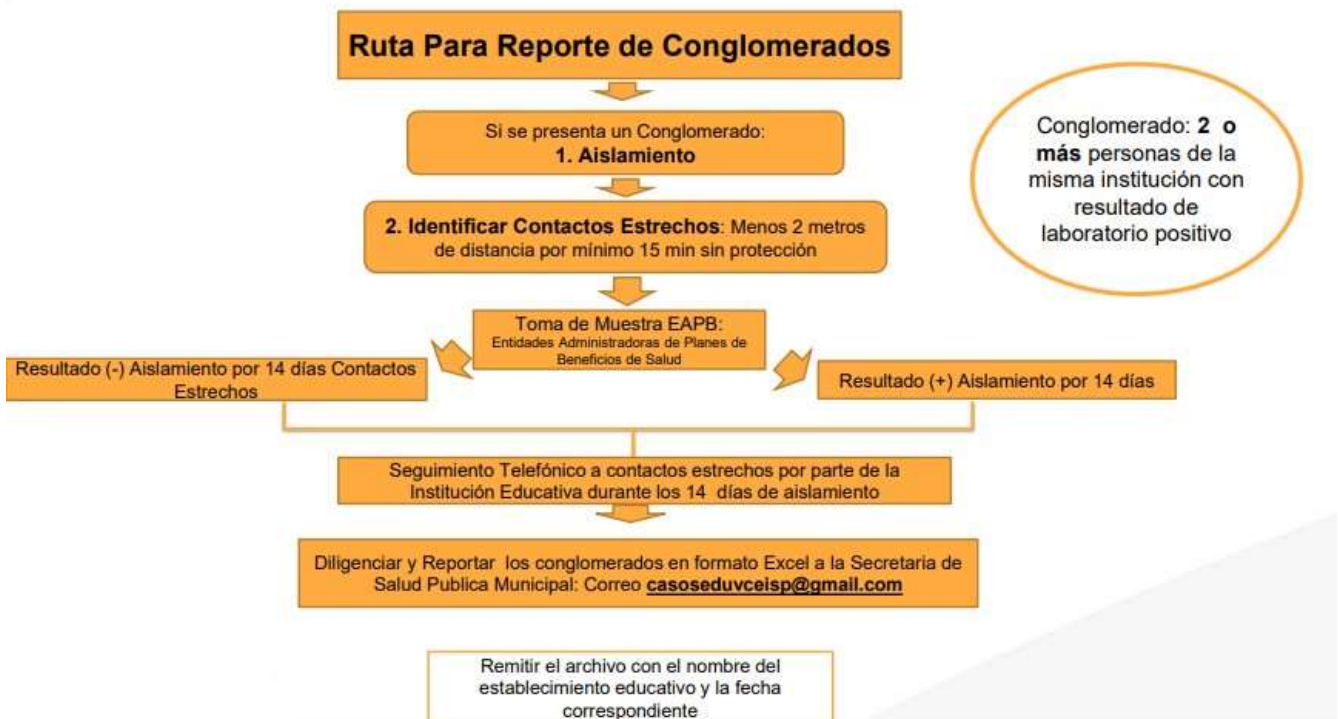 Ruta Para Reporte de Conglomerados
Si se presenta un Conglomerado:
1. Aislamiento
2. Identificar Contactos Estrechos: Menos 2 metros
de distancia por mínimo 15 min sin protección
Conglomerado: 2 o
más personas de la
misma institución con
resultado de
laboratorio positivo
Toma de Muestra EAPB:
Entidades Administradoras de Planes de
Beneficios de Salud
Resultado (-) Aislamiento por 14 días Contactos
Estrechos
Resultado (+) Aislamiento por 14 días
Seguimiento Telefónico a contactos estrechos por parte de la
Institución Educativa durante los 14 días de aislamiento
Diligenciar y Reportar los conglomerados en formato Excel a la Secretaria de
Salud Publica Municipal: Correo casoseduvceisp@gmail.com
Remitir el archivo con el nombre del
establecimiento educativo y la fecha
correspondiente